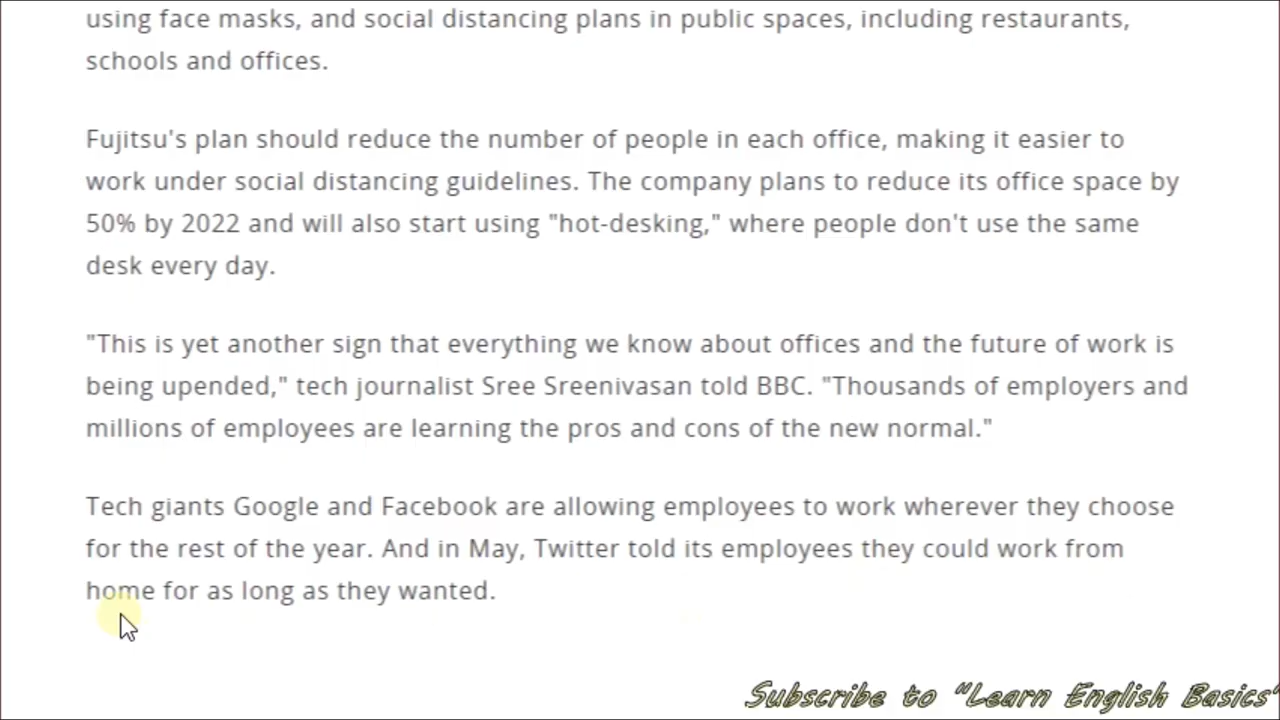 using face masks, and social distancing plans in public spaces, including restaurants,
schools and offices.
Fujitsu's plan should reduce the number of people in each office, making it easier to
work under social distancing guidelines. The company plans to reduce its office space by
50% by 2022 and will also start using "hot-desking," where people don't use the same
desk every day.
"This is yet another sign that everything we know about offices and the future of work is
being upended," tech journalist Sree Sreenivasan told BBC. "Thousands of employers and
millions of employees are learning the pros and cons of the new normal."
Tech giants Google and Facebook are allowing employees to work wherever they choose
for the rest of the year. And in May, Twitter told its employees they could work from
home for as long as they wanted.
Subscribe to "Learn English Basics"